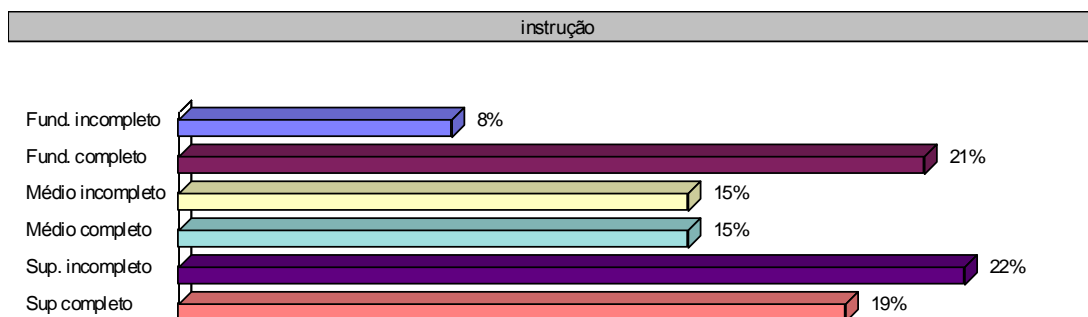 instrução
Fund. incompleto 8%
Fund. completo 21%
Médio incompleto 15%
Médio completo 15%
Sup. incompleto 22%
Sup completo 19%